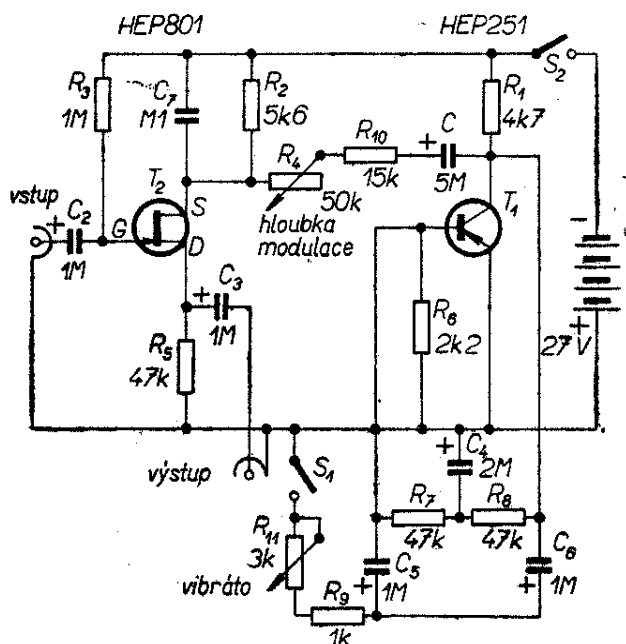 HEP801
HEP251
R3
1M
C7
M1
R2
5k6
S2
R1
4k7
R4
50k
R10
15k
+
C
5M
T2
S
G
D
T1
vstup
+
C2
1M
hloubka
modulace
-
+
27V
+
C3
1M
R5
47k
R6
2k2
výstup
S1
+
C4
2M
R7
47k
R8
47k
R11
3k
vibráto
C5
+
1M
C6
+
1M
R9
1k